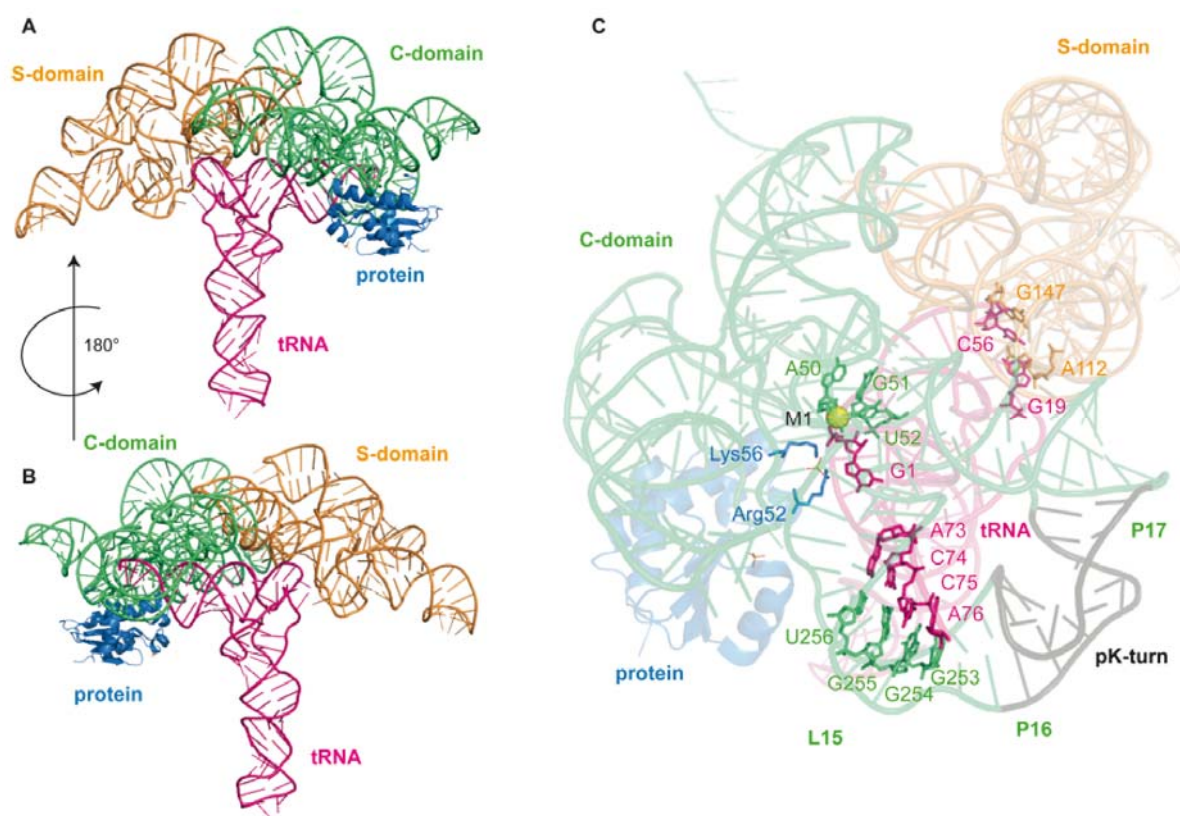 A
S-domain
C-domain
protein
tRNA
180°
B
C-domain
S-domain
protein
tRNA
C
S-domain
C-domain
G147
C56
A112
G19
A50
G51
M1
U52
Lys56
G1
Arg52
A73
tRNA
C74
P17
C75
A76
U256
pK-turn
protein
G253
G255
G254
P16
L15